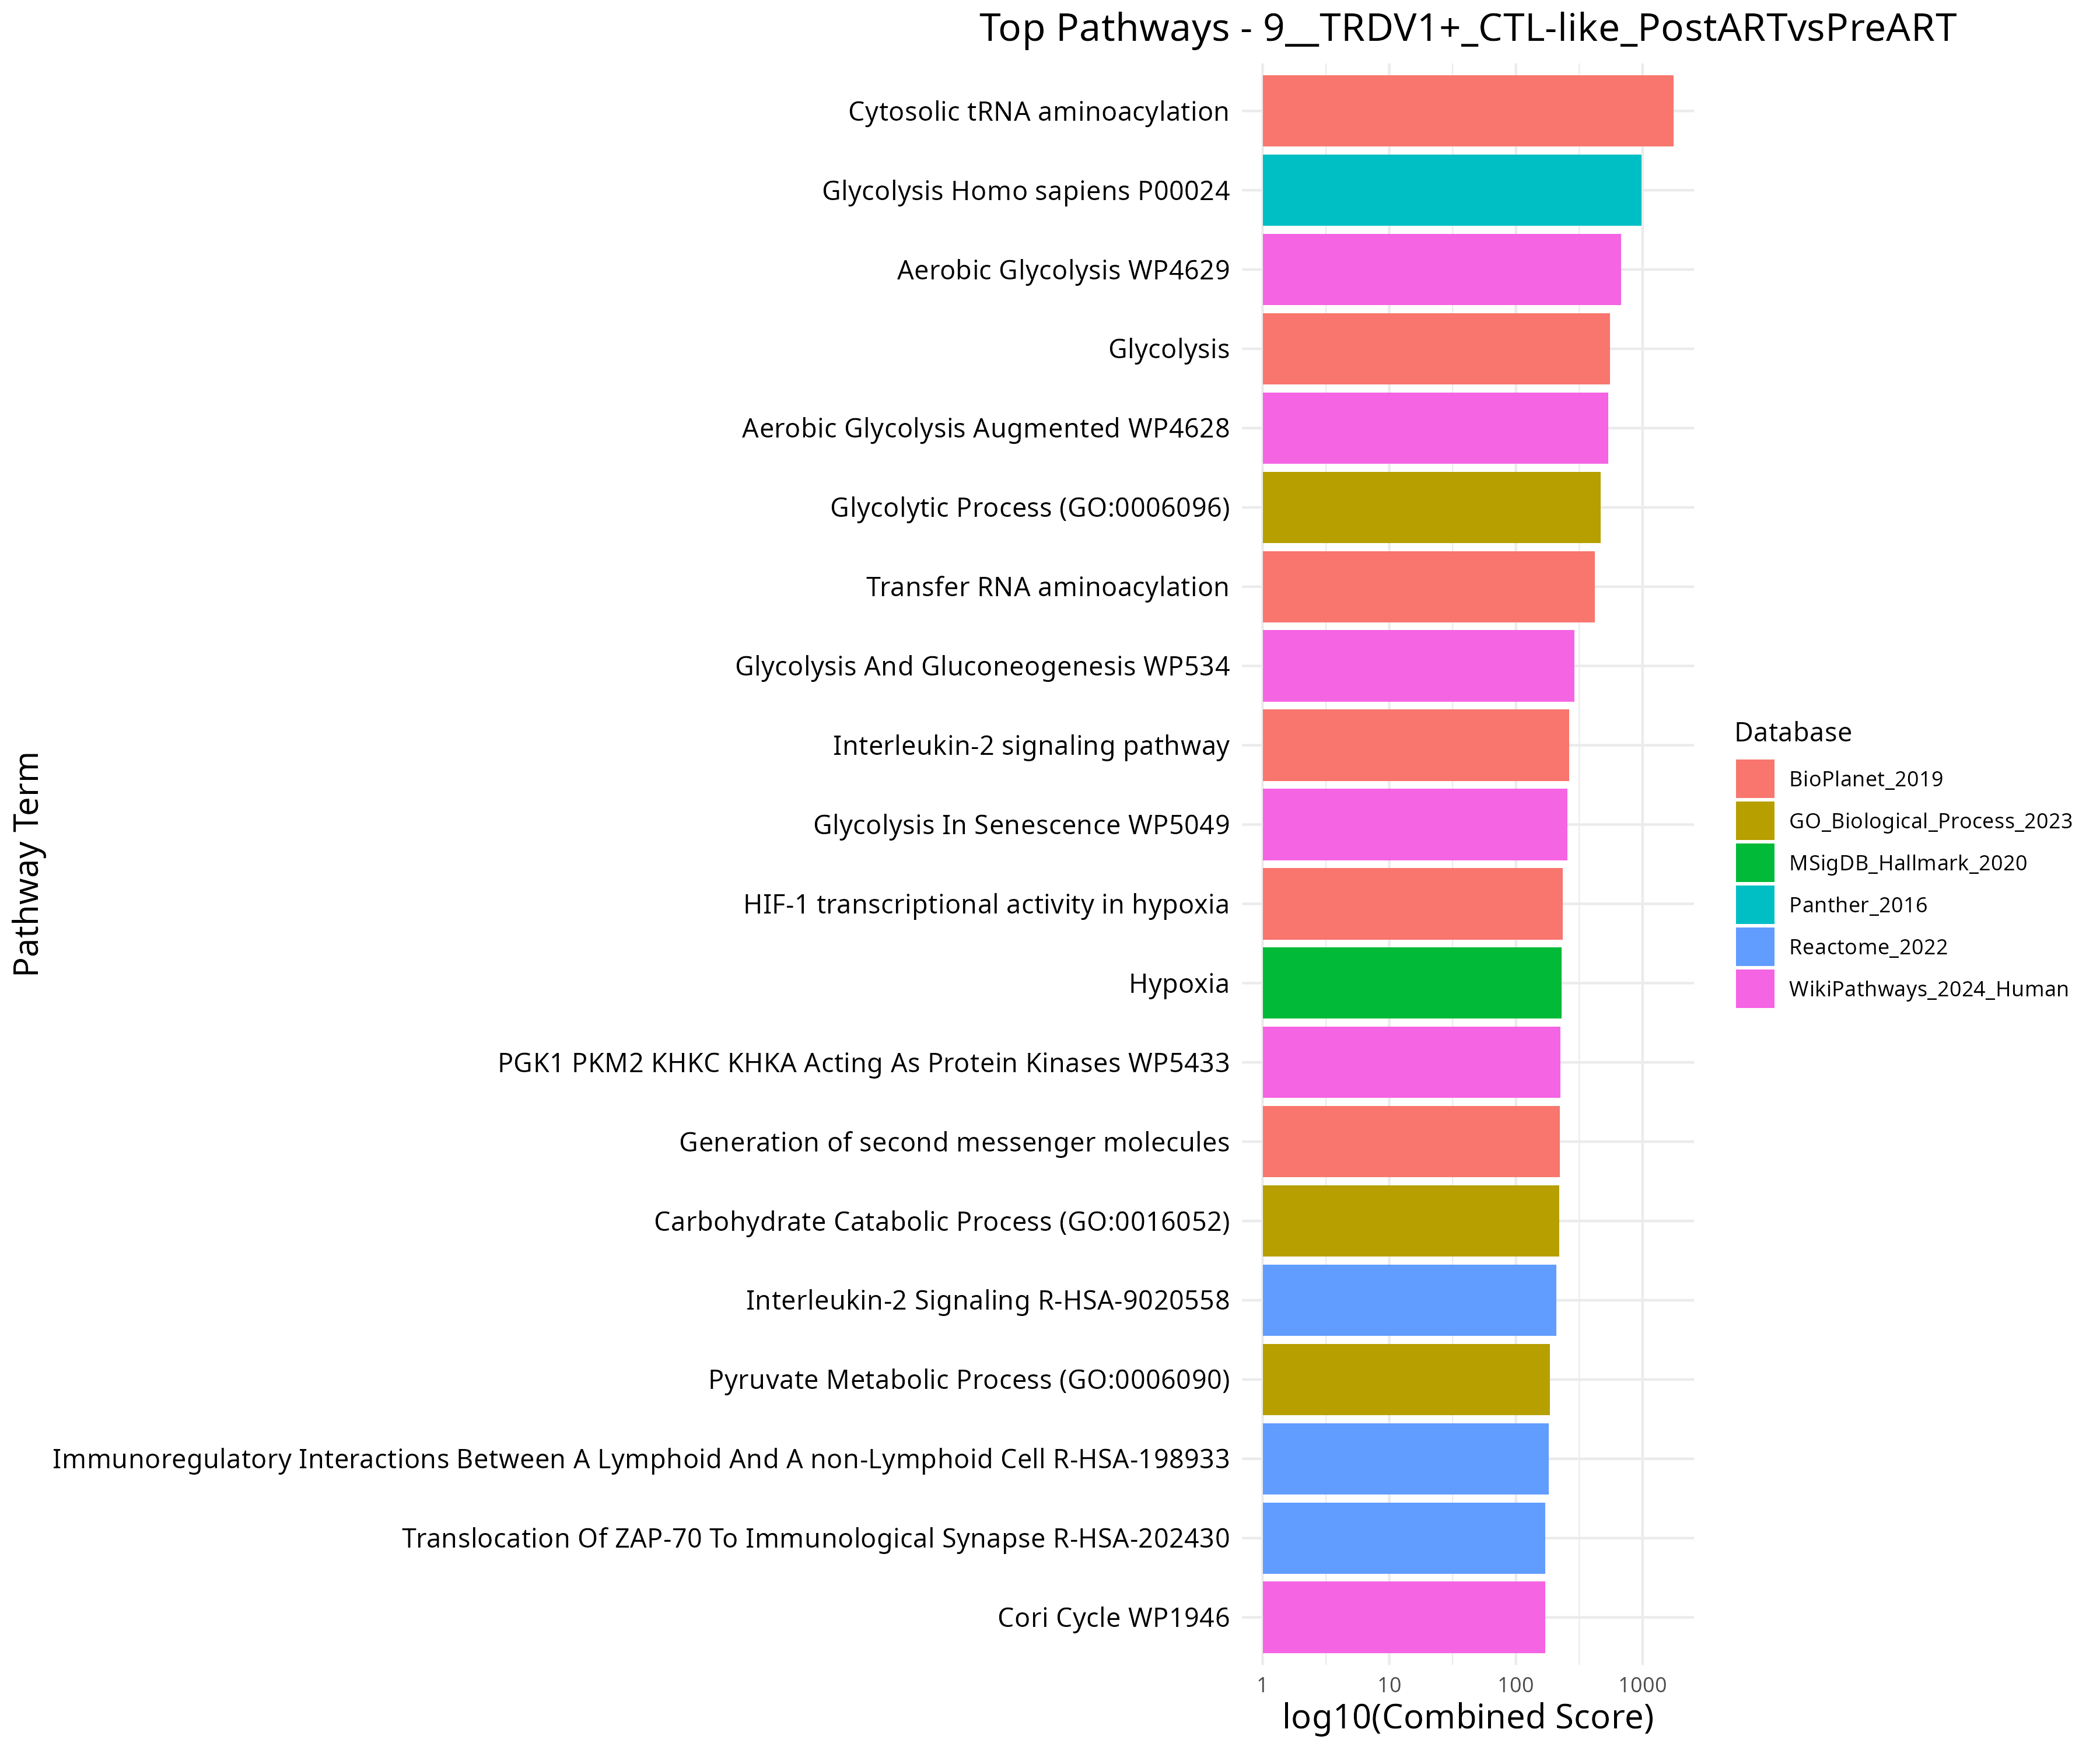 Top Pathways - 9__TRDV1+_CTL-like_PostARTvsPreART
Pathway Term
Cytosolic tRNA aminoacylation
Glycolysis Homo sapiens P00024
Aerobic Glycolysis WP4629
Glycolysis
Aerobic Glycolysis Augmented WP4628
Glycolytic Process (GO:0006096)
Transfer RNA aminoacylation
Glycolysis And Gluconeogenesis WP534
Interleukin-2 signaling pathway
Glycolysis In Senescence WP5049
HIF-1 transcriptional activity in hypoxia
Hypoxia
PGK1 PKM2 KHKC KHKA Acting As Protein Kinases WP5433
Generation of second messenger molecules
Carbohydrate Catabolic Process (GO:0016052)
Interleukin-2 Signaling R-HSA-9020558
Pyruvate Metabolic Process (GO:0006090)
Immunoregulatory Interactions Between A Lymphoid And A non-Lymphoid Cell R-HSA-198933
Translocation Of ZAP-70 To Immunological Synapse R-HSA-202430
Cori Cycle WP1946
1 10 100 1000
log10(Combined Score)
Database
BioPlanet_2019
GO_Biological_Process_2023
MSigDB_Hallmark_2020
Panther_2016
Reactome_2022
WikiPathways_2024_Human